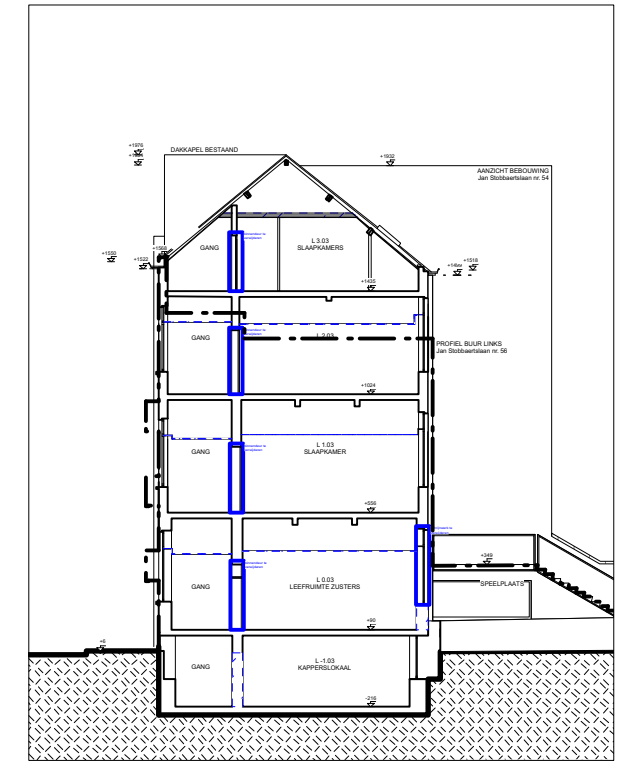 +1976
DAKKAPEL BESTAAND
+1932
AANZICHT BEBOUWING
Jan Stobbaertslaan nr. 54
+1568
+1550
+1522
+1518
GANG
L 3.03
SLAAPKAMERS
+1435
GANG
L 2.03
PROFIEL BUUR LINKS
Jan Stobbaertslaan nr. 56
+1024
GANG
L 1.03
SLAAPKAMER
+556
+349
GANG
L 0.03
LEEFRUIMTE ZUSTERS
SPEELPLAATS
+90
+6
GANG
L -1.03
KAPPERSLOKAAL
-216